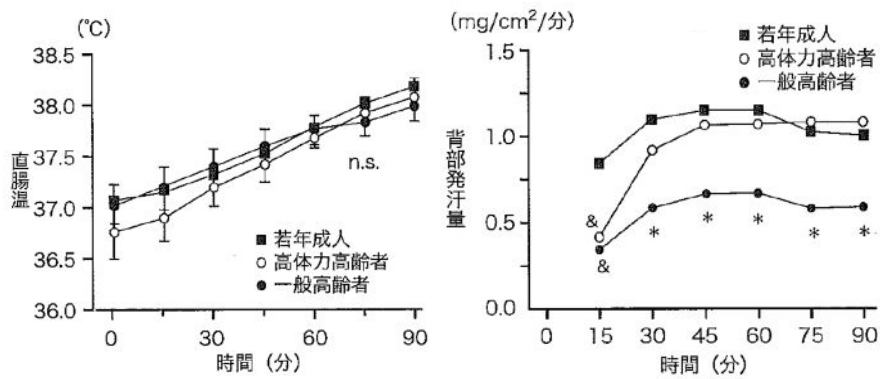 (℃)
38.5
38.0
37.5
37.0
36.5
36.0
直腸温
n.s.
若年成人
高体力高齢者
一般高齢者
0
30
60
90
時間（分）
(mg/cm²/分)
1.5
1.0
0.5
0.0
背部発汗量
若年成人
高体力高齢者
一般高齢者
&
&
*
*
*
*
*
0
15
30
45
60
75
90
時間（分）